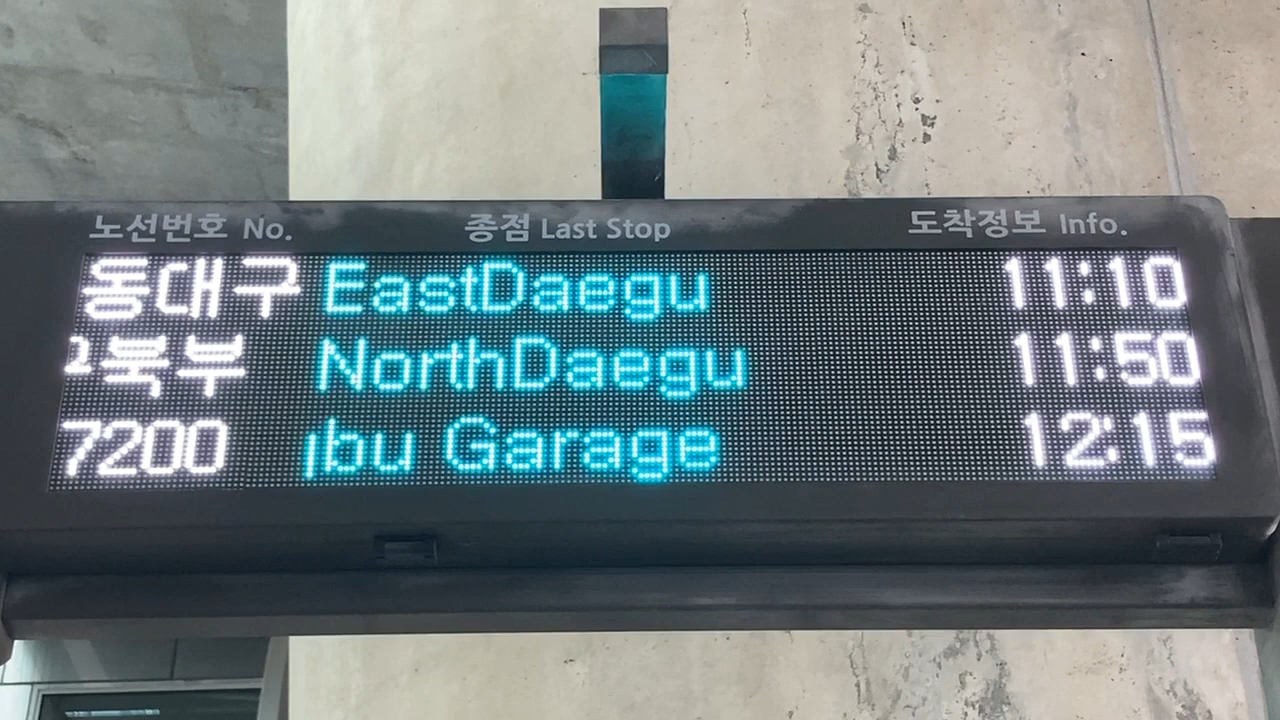 노선번호 No. 종점 Last Stop 도착정보 Info.
동대구 EastDaegu 11:10
북부 NorthDaegu 11:50
7200 Garage 12:15